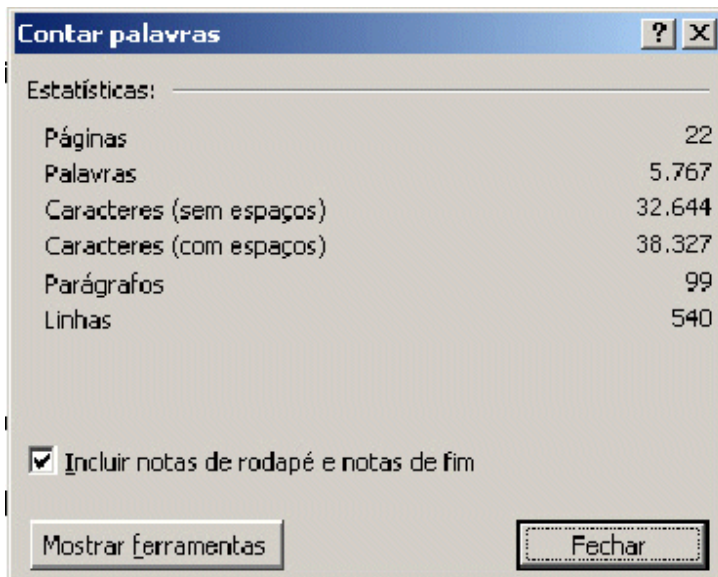 Contar palavras
Estatísticas:
Páginas 22
Palavras 5.767
Caracteres (sem espaços) 32.644
Caracteres (com espaços) 38.327
Parágrafos 99
Linhas 540
Incluir notas de rodapé e notas de fim
Mostrar ferramentas Fechar